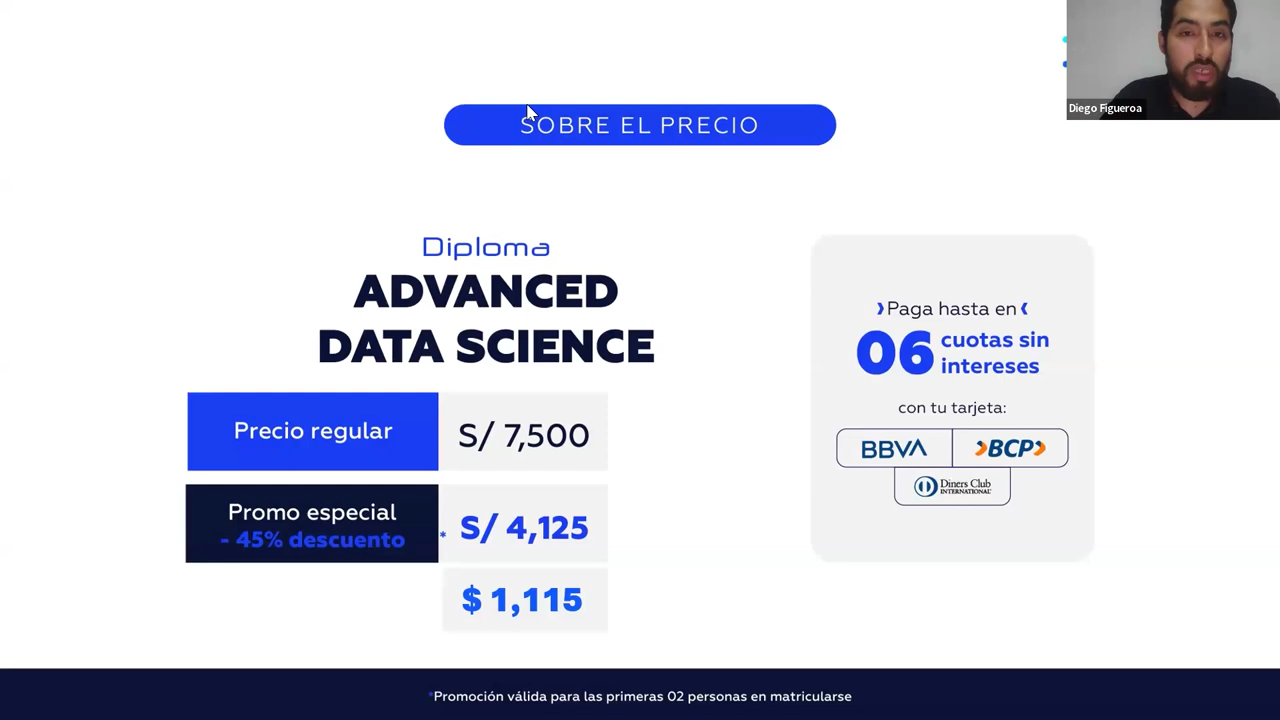 Diego Figueroa
SOBRE EL PRECIO
Diploma
ADVANCED
DATA SCIENCE
Precio regular
S/ 7,500
Promo especial
- 45% descuento
* S/ 4,125
$ 1,115
Paga hasta en
06 cuotas sin
intereses
con tu tarjeta:
BBVA
BCP
Diners Club
INTERNATIONAL
*Promoción válida para las primeras 02 personas en matricularse